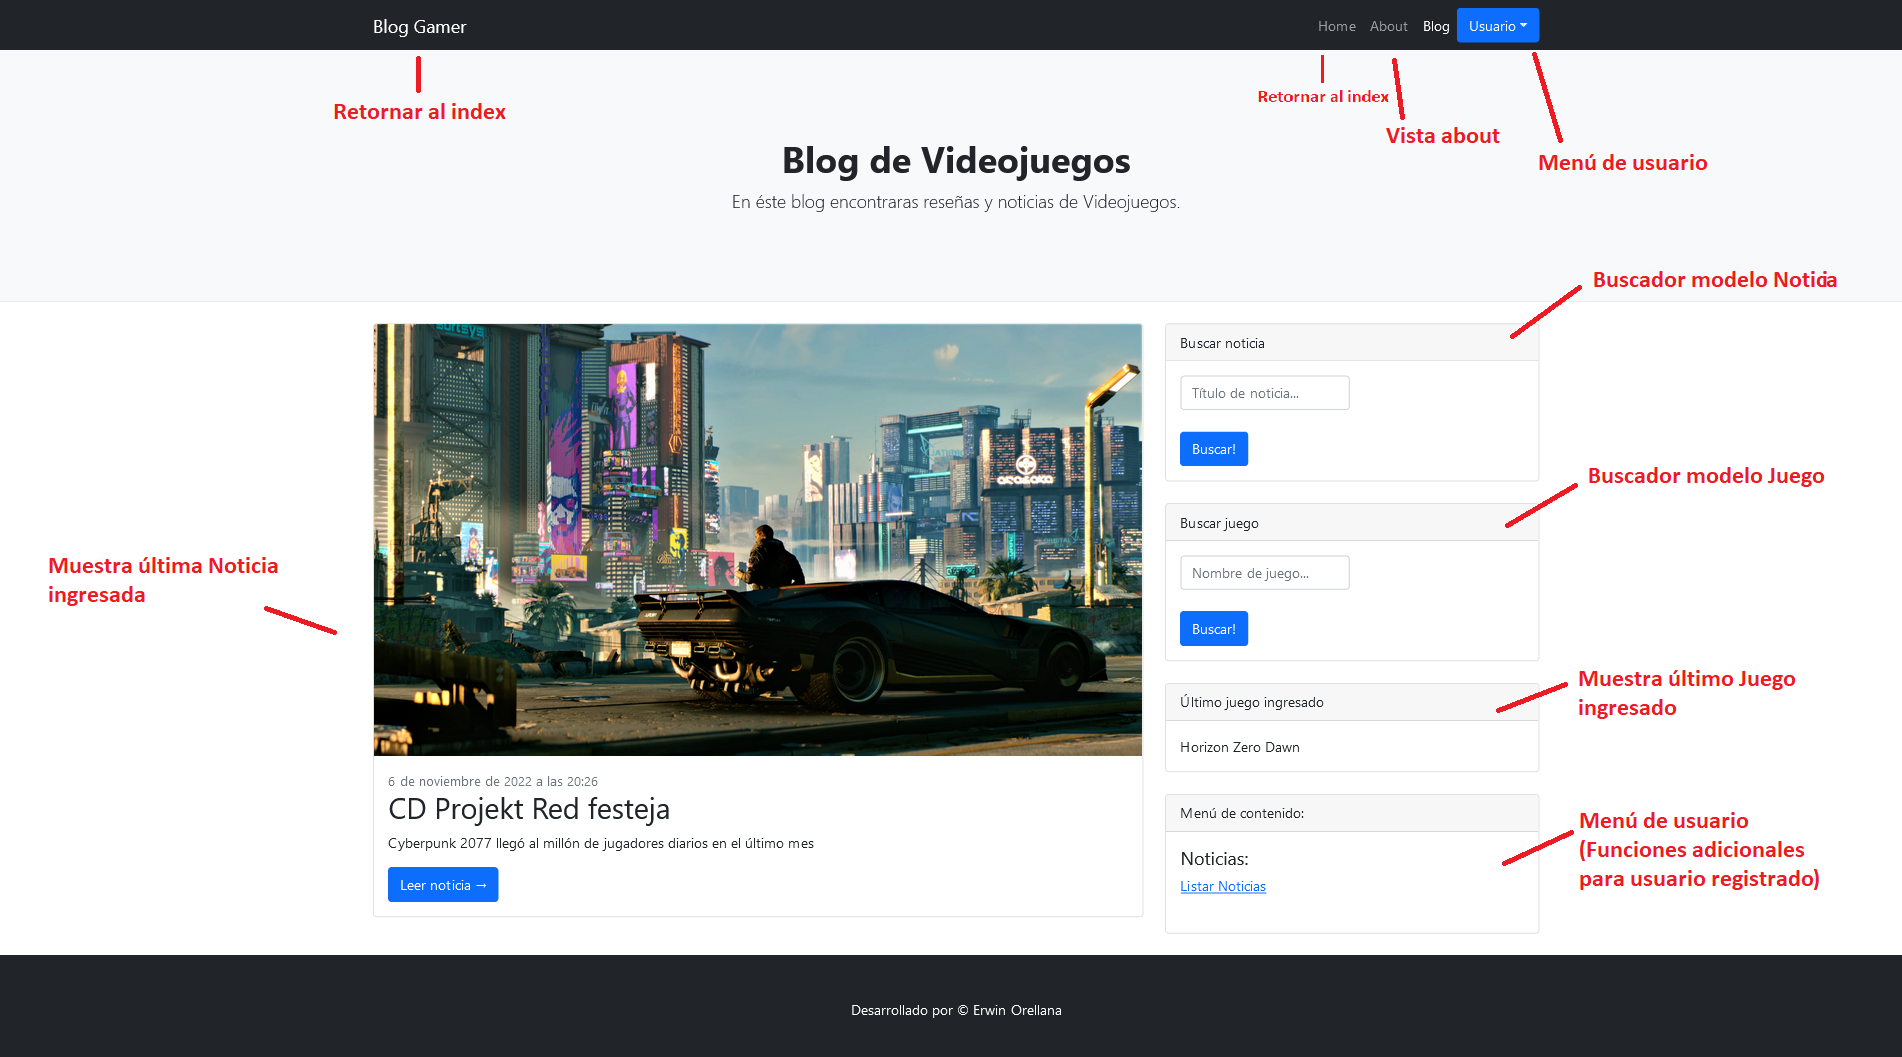 Blog Gamer
Home About Blog Usuario
Retornar al index
Retornar al index
Vista about
Menú de usuario
Blog de Videojuegos
En éste blog encontraras reseñas y noticias de Videojuegos.
Buscador modelo Noticia
Buscar noticia
Título de noticia...
Buscar!
Buscador modelo Juego
Buscar juego
Nombre de juego...
Buscar!
Muestra última Noticia
ingresada
arasaka
Muestra último Juego
ingresado
Último juego ingresado
Horizon Zero Dawn
6 de noviembre de 2022 a las 20:26
CD Projekt Red festeja
Cyberpunk 2077 llegó al millón de jugadores diarios en el último mes
Leer noticia →
Menú de contenido:
Noticias:
Listar Noticias
Menú de usuario
(Funciones adicionales
para usuario registrado)
Desarrollado por © Erwin Orellana